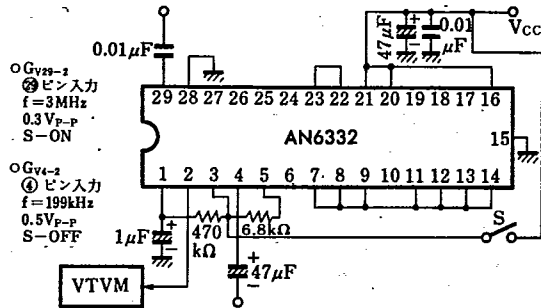 0.01μF
47μF
+
−
0.01
μF
VCC
○GV29-2
㉙ピン入力
f=3MHz
0.3VP-P
S−ON
29 28 27 26 25 24 23 22 21 20 19 18 17 16
AN6332
15
○GV4-2
④ピン入力
f=199kHz
0.5VP-P
S−OFF
1 2 3 4 5 6 7 8 9 10 11 12 13 14
1μF
+
−
470
kΩ
6.8kΩ
S
+
47μF
−
VTVM